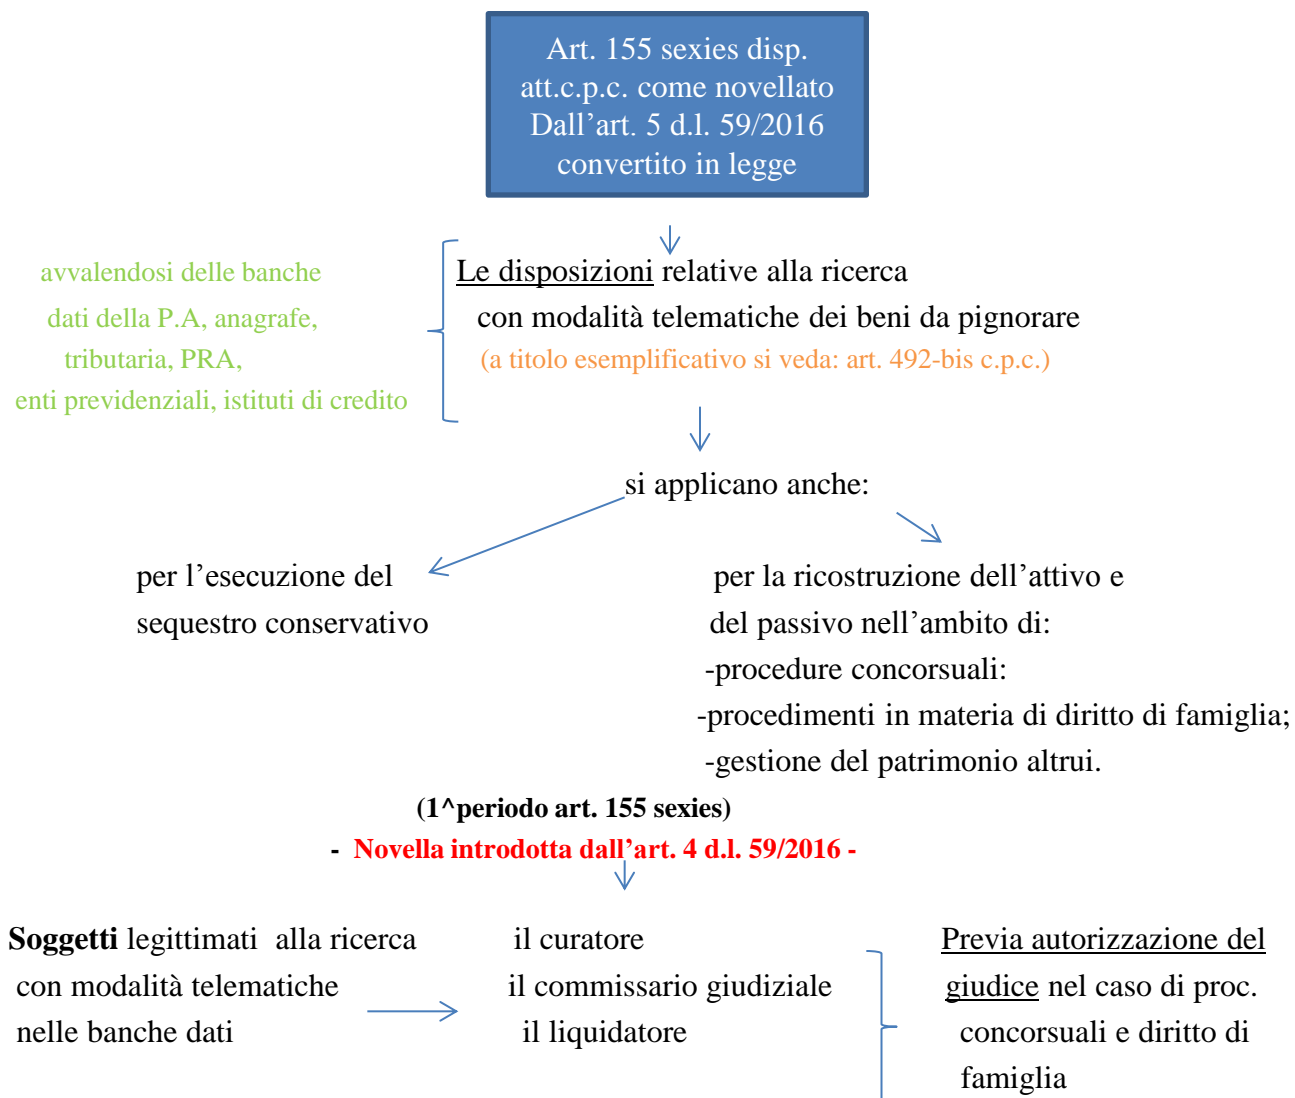 Art. 155 sexies disp.
att.c.p.c. come novellato
Dall’art. 5 d.l. 59/2016
convertito in legge
avvalendosi delle banche
dati della P.A, anagrafe,
tributaria, PRA,
enti previdenziali, istituti di credito
Le disposizioni relative alla ricerca
con modalità telematiche dei beni da pignorare
(a titolo esemplificativo si veda: art. 492-bis c.p.c.)
si applicano anche:
per l’esecuzione del
sequestro conservativo
per la ricostruzione dell’attivo e
del passivo nell’ambito di:
-procedure concorsuali:
-procedimenti in materia di diritto di famiglia;
-gestione del patrimonio altrui.
(1^periodo art. 155 sexies)
- Novella introdotta dall’art. 4 d.l. 59/2016 -
Soggetti legittimati alla ricerca
con modalità telematiche
nelle banche dati
il curatore
il commissario giudiziale
il liquidatore
Previa autorizzazione del
giudice nel caso di proc.
concorsuali e diritto di
famiglia